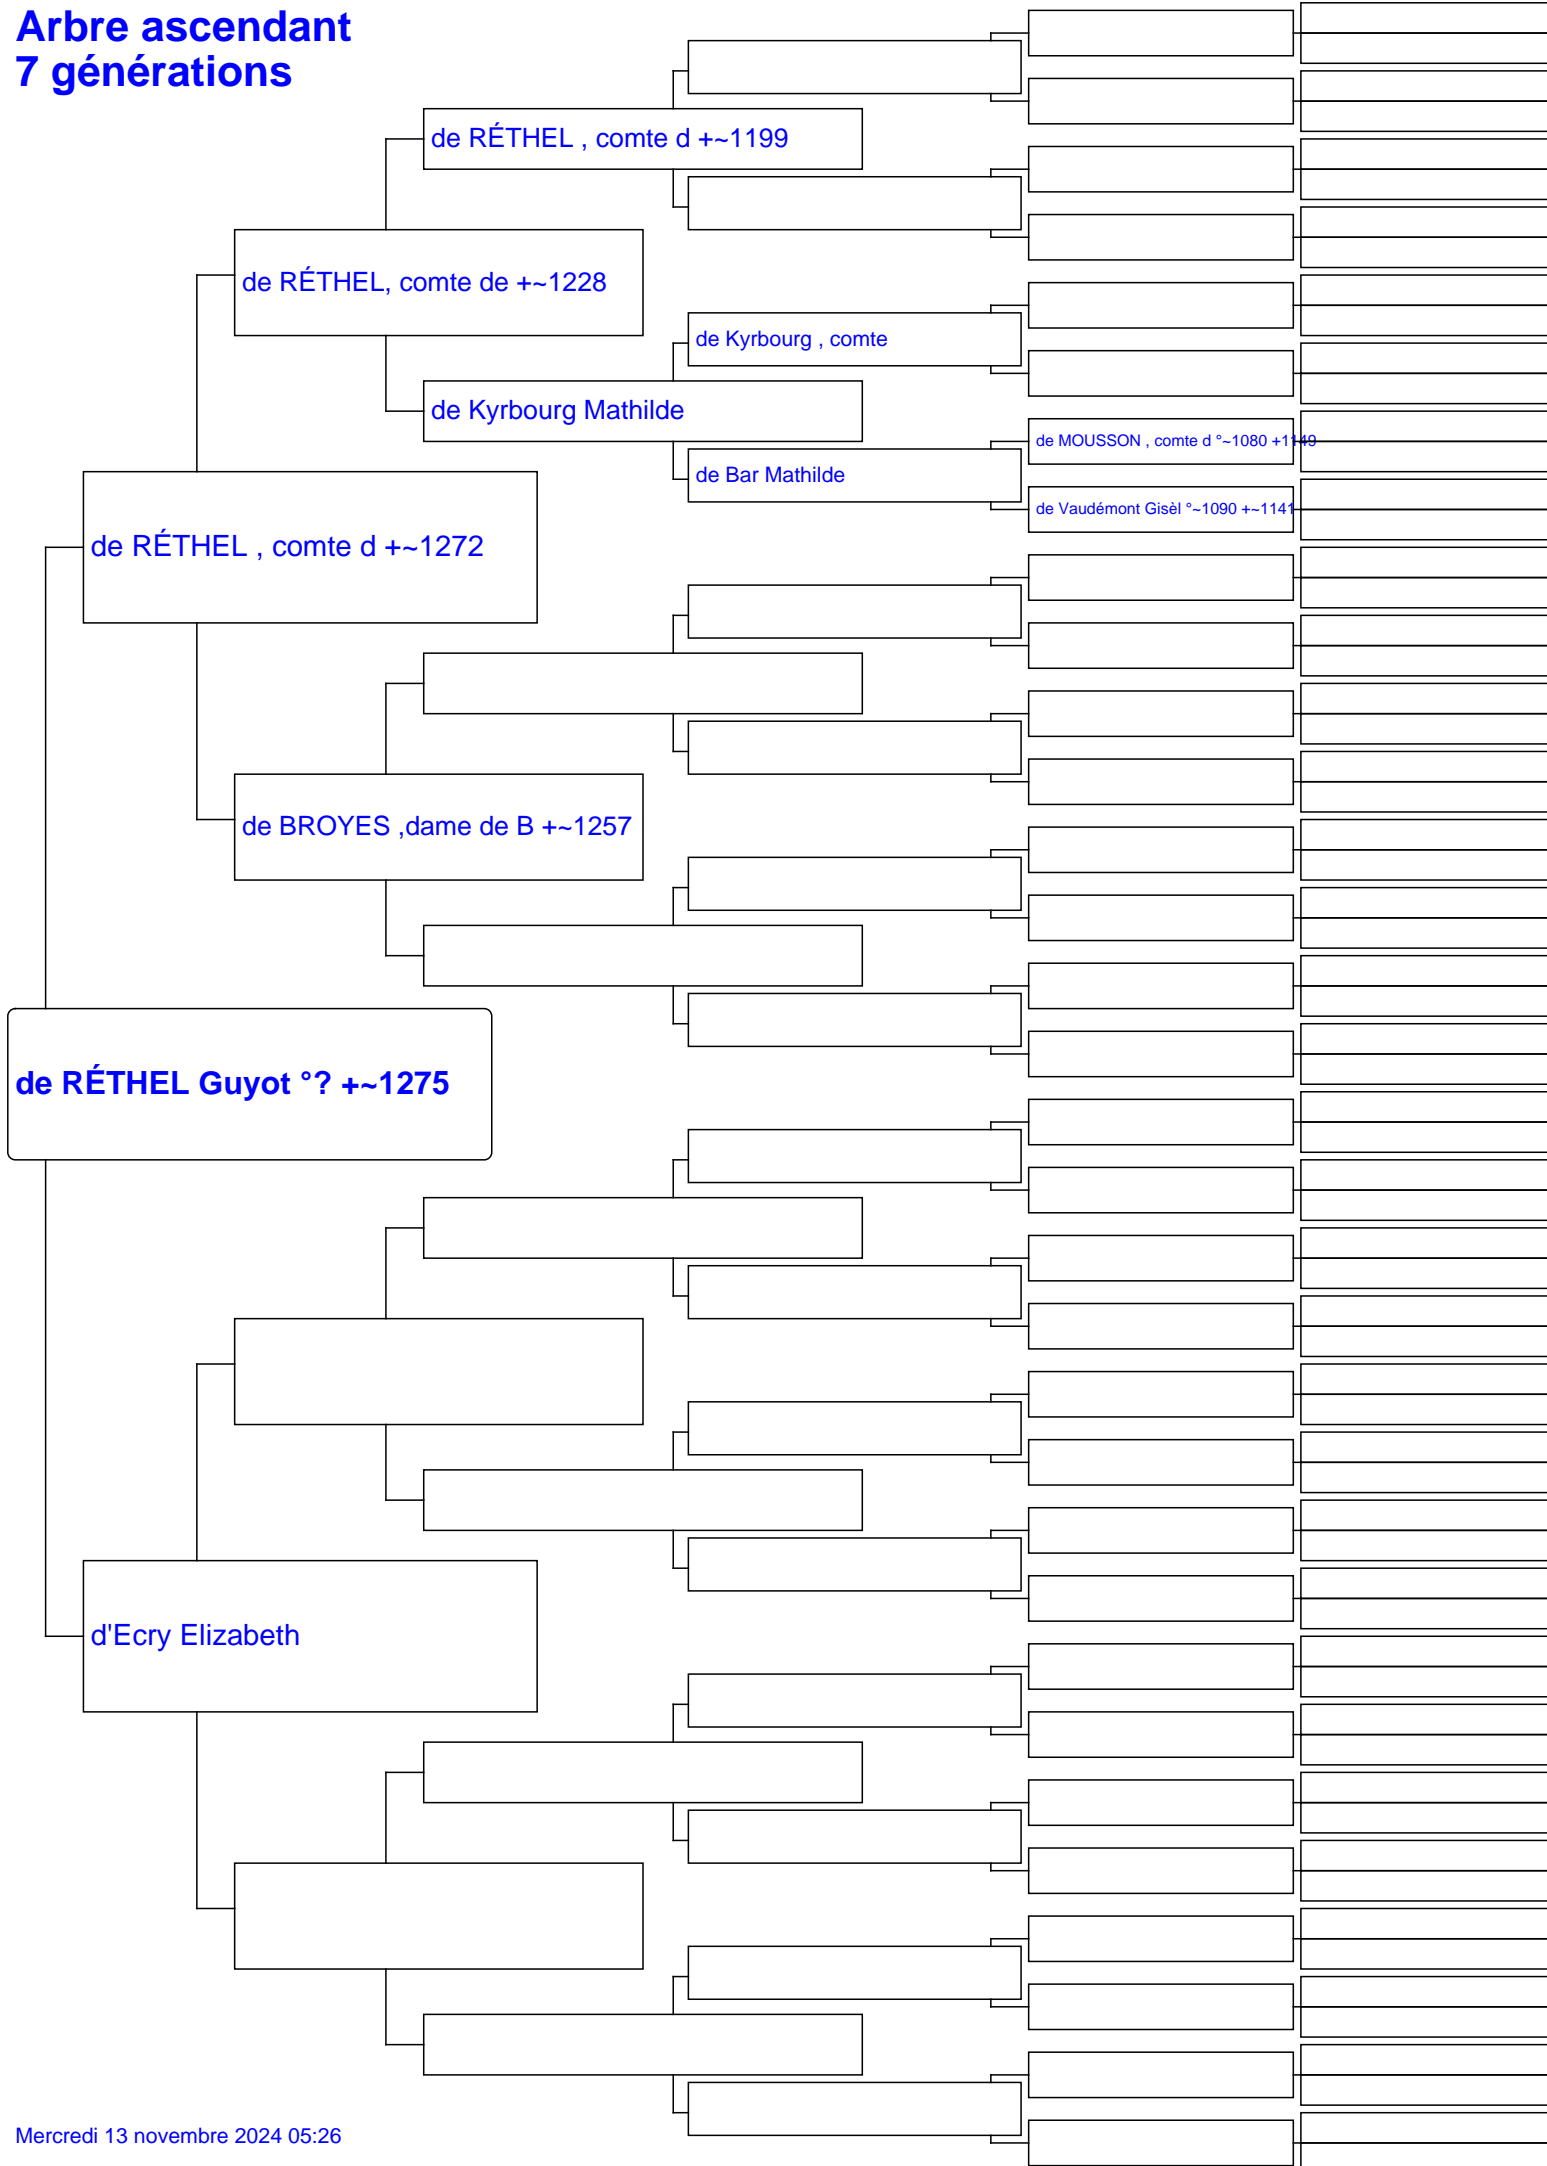 Arbre ascendant
7 générations
de RÉTHEL , comte d +~1199
de RÉTHEL, comte de +~1228
de Kyrbourg , comte
de Kyrbourg Mathilde
de MOUSSON , comte d °~1080 +1149
de Bar Mathilde
de Vaudémont Gisèl °~1090 +~1141
de RÉTHEL , comte d +~1272
de BROYES ,dame de B +~1257
de RÉTHEL Guyot °? +~1275
d'Ecry Elizabeth
Mercredi 13 novembre 2024 05:26